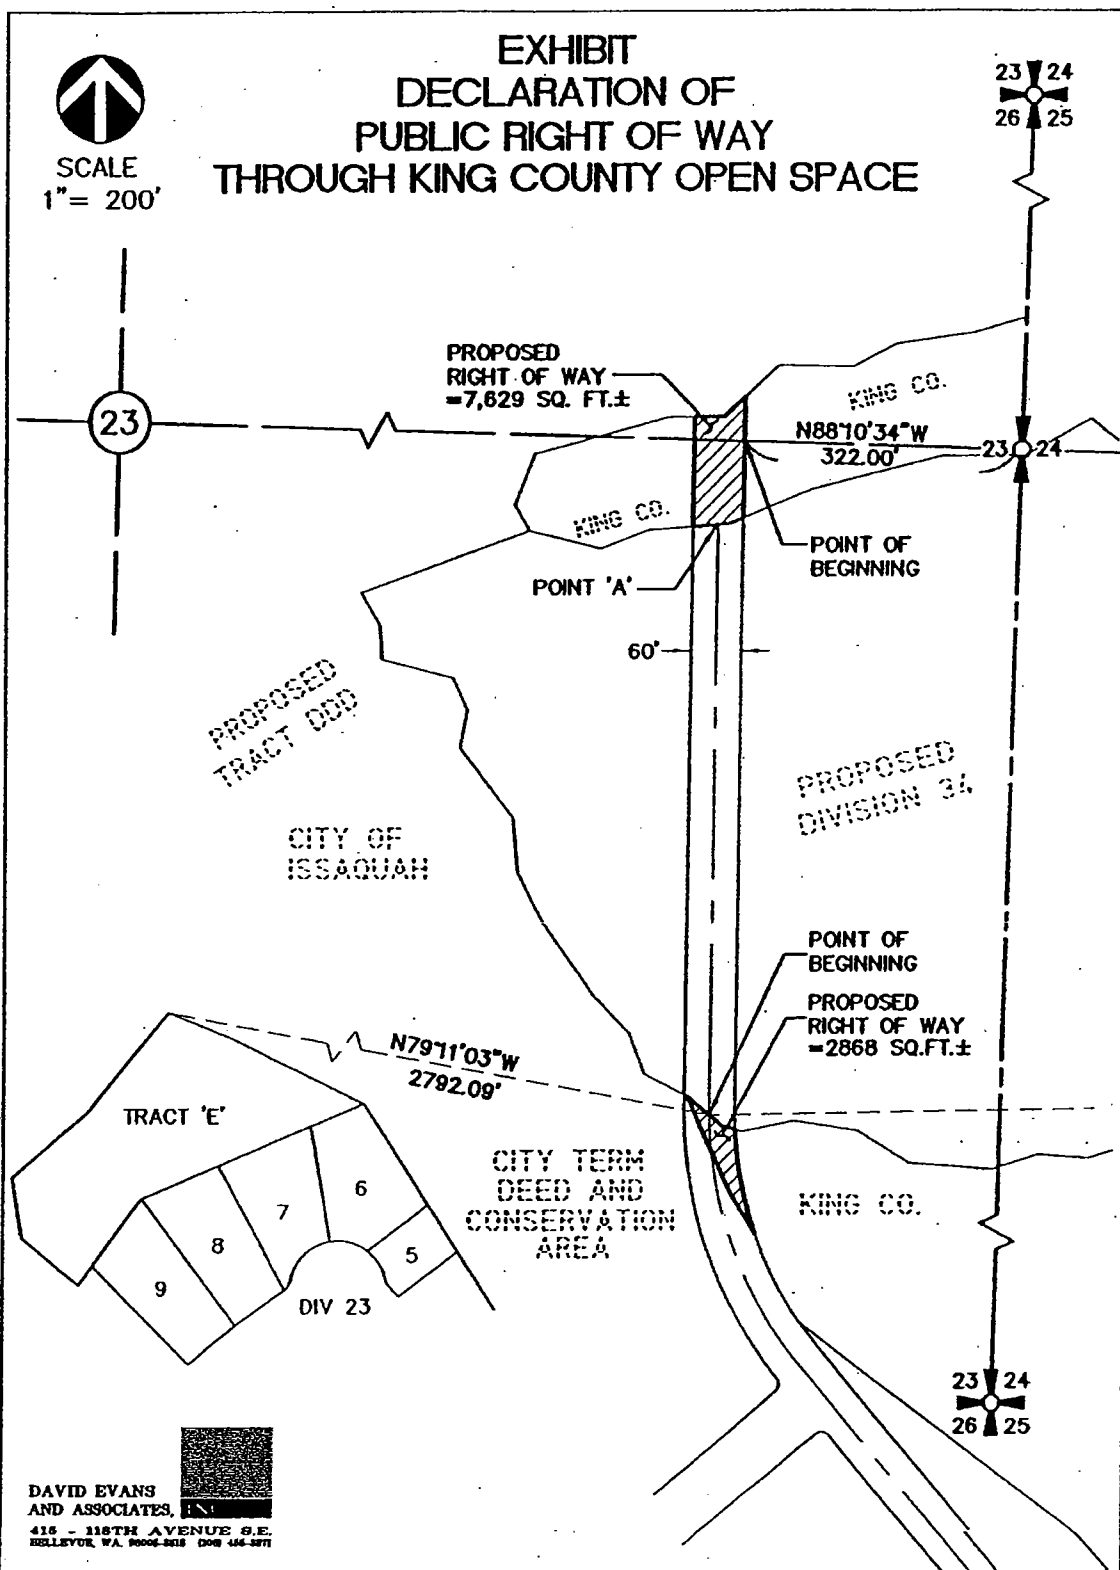 EXHIBIT
DECLARATION OF
PUBLIC RIGHT OF WAY
THROUGH KING COUNTY OPEN SPACE
SCALE
1"= 200'
23 24
26 25
PROPOSED
RIGHT OF WAY
=7,629 SQ. FT.±
KING CO.
23
N88°10'34"W
322.00'
23 24
KING CO.
POINT OF
BEGINNING
POINT 'A'
60'
PROPOSED
TRACT DDD
PROPOSED
DIVISION 34
CITY OF
ISSAQUAH
POINT OF
BEGINNING
PROPOSED
RIGHT OF WAY
=2868 SQ.FT.±
N79°11'03"W
2792.09'
TRACT 'E'
CITY TERM
DEED AND
CONSERVATION
AREA
KING CO.
6
7
8
5
9
DIV 23
23 24
26 25
DAVID EVANS
AND ASSOCIATES, INC
415 - 118TH AVENUE S.E.
BELLEVUE, WA.